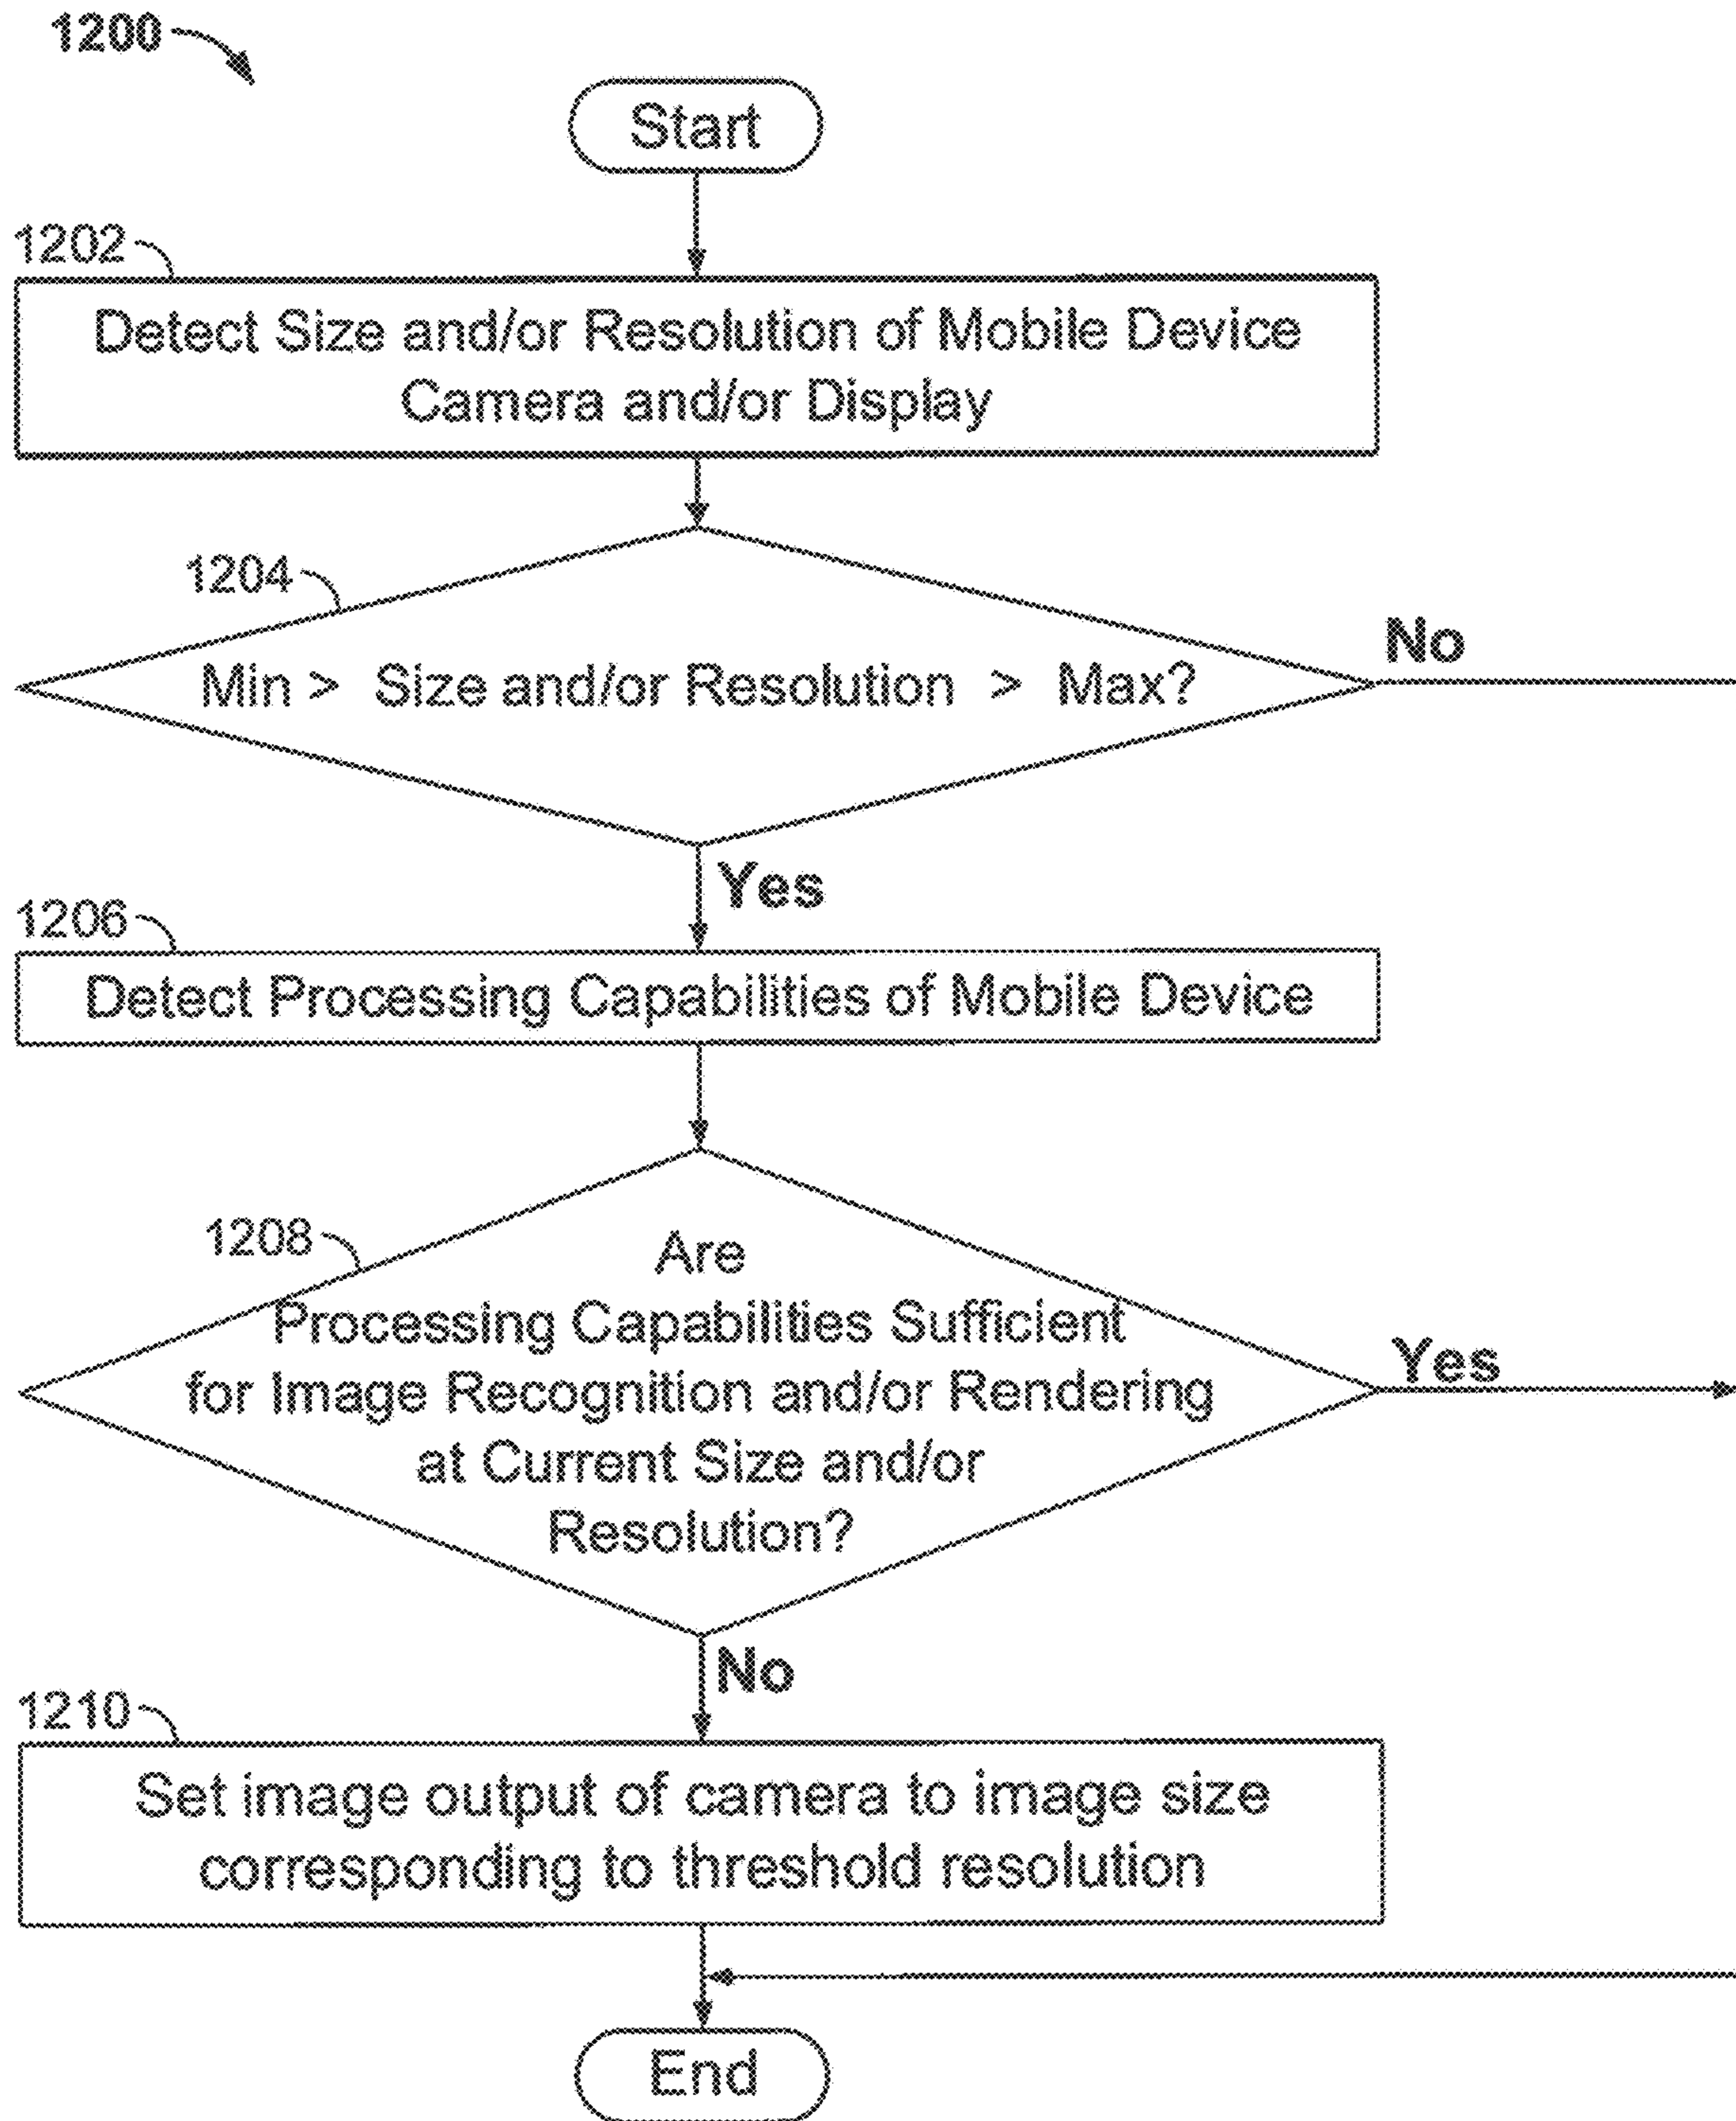 1200
Start
1202
Detect Size and/or Resolution of Mobile Device
Camera and/or Display
1204
Min > Size and/or Resolution > Max?
No
Yes
1206
Detect Processing Capabilities of Mobile Device
1208
Are
Processing Capabilities Sufficient
for Image Recognition and/or Rendering
at Current Size and/or
Resolution?
Yes
No
1210
Set image output of camera to image size
corresponding to threshold resolution
End